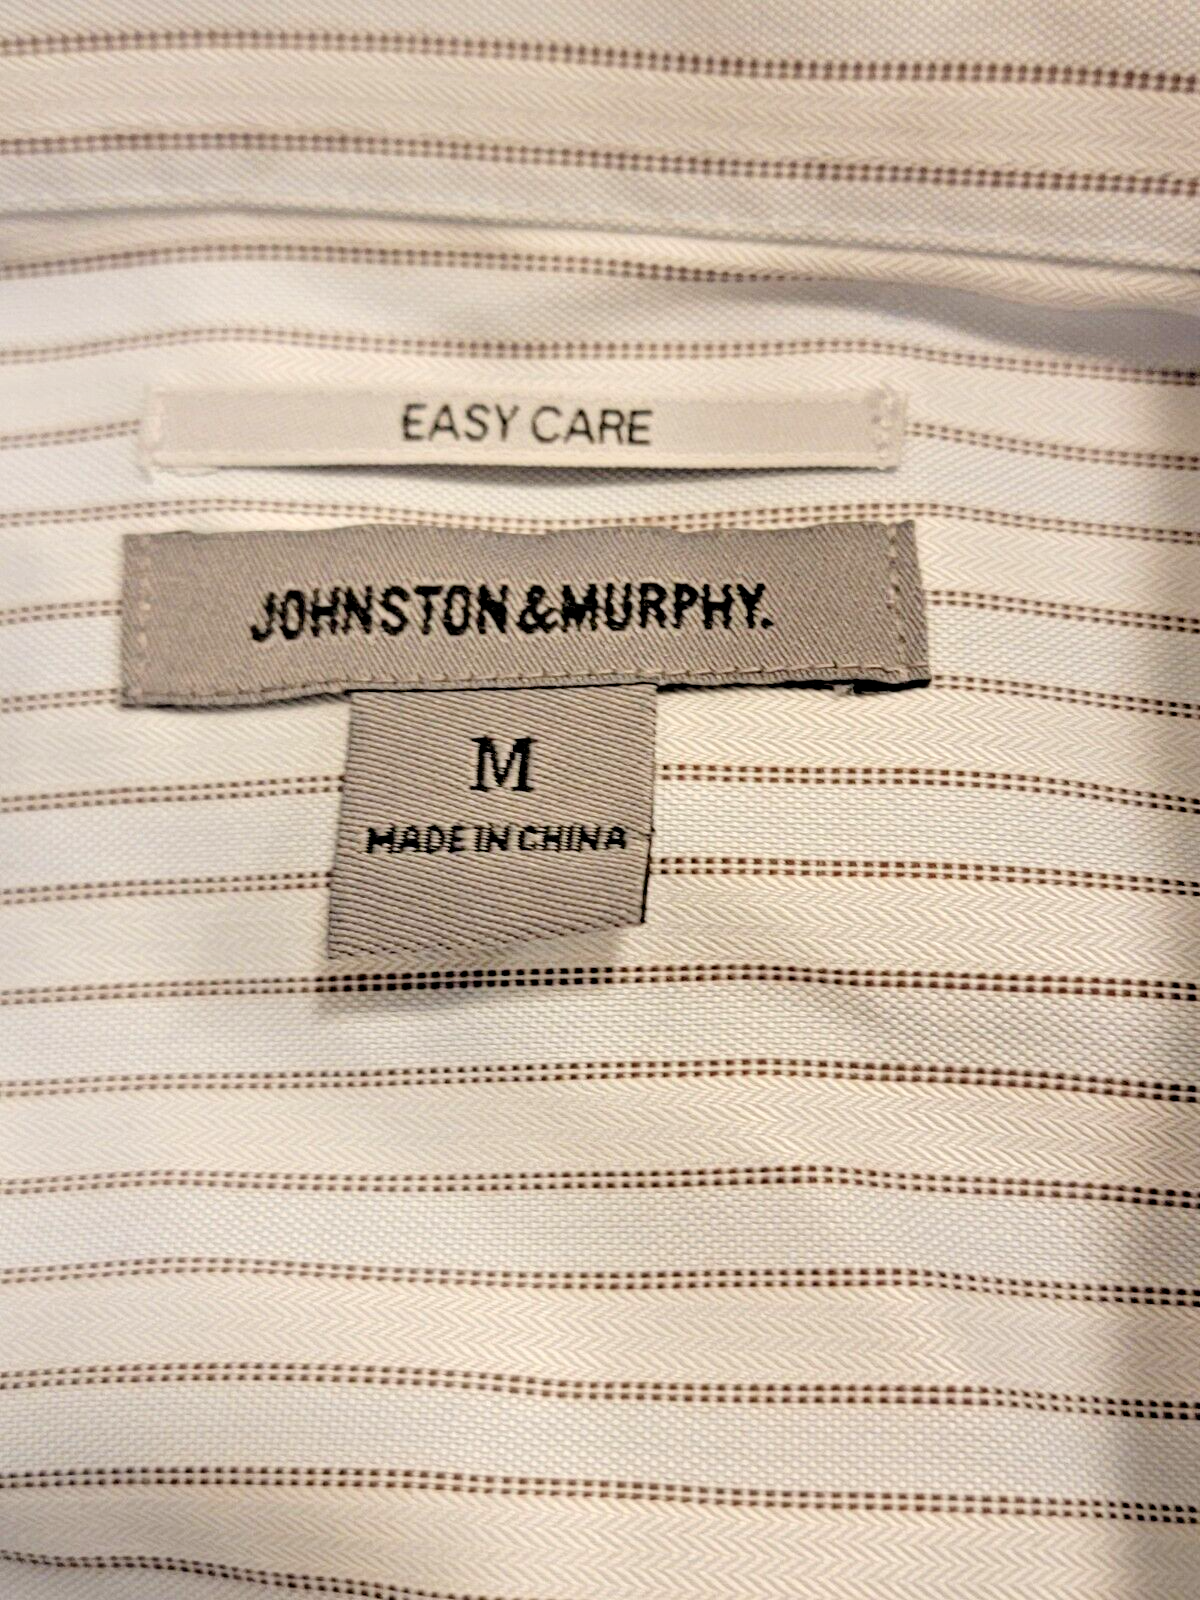 EASY CARE
JOHNSTON & MURPHY.
M
MADE IN CHINA